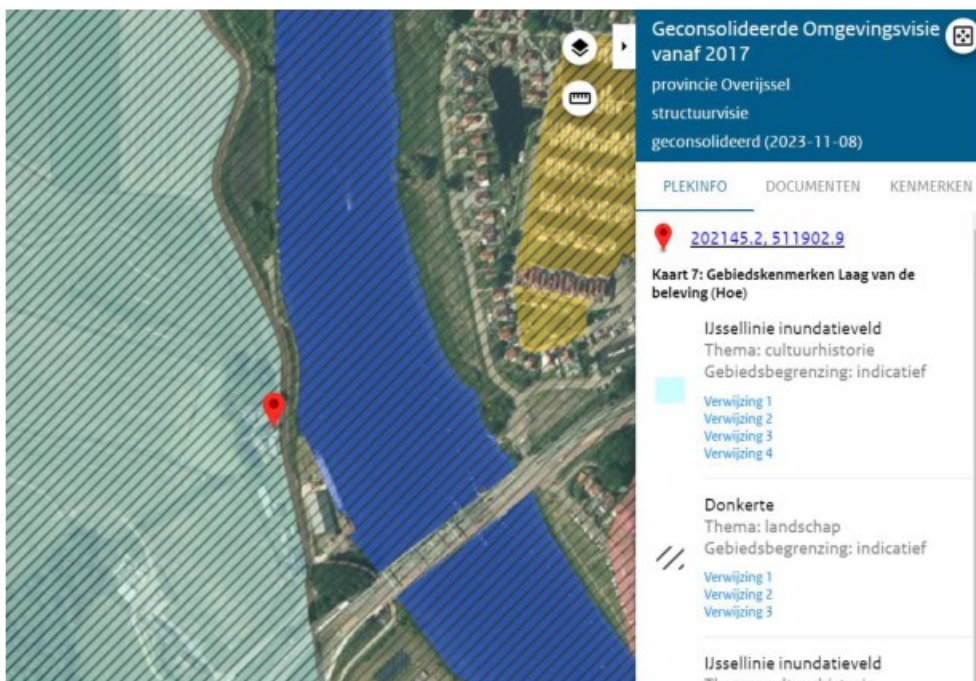 Geconsolideerde Omgevingsvisie
vanaf 2017
provincie Overijssel
structuurvisie
geconsolideerd (2023-11-08)
PLEKINFO DOCUMENTEN KENMERKEN
202145.2, 511902.9
Kaart 7: Gebiedskenmerken Laag van de
beleving (Hoe)
IJssellinie inundatieveld
Thema: cultuurhistorie
Gebiedsbegrenzing: indicatief
Verwijzing 1
Verwijzing 2
Verwijzing 3
Verwijzing 4
Donkerte
Thema: landschap
Gebiedsbegrenzing: indicatief
Verwijzing 1
Verwijzing 2
Verwijzing 3
IJssellinie inundatieveld